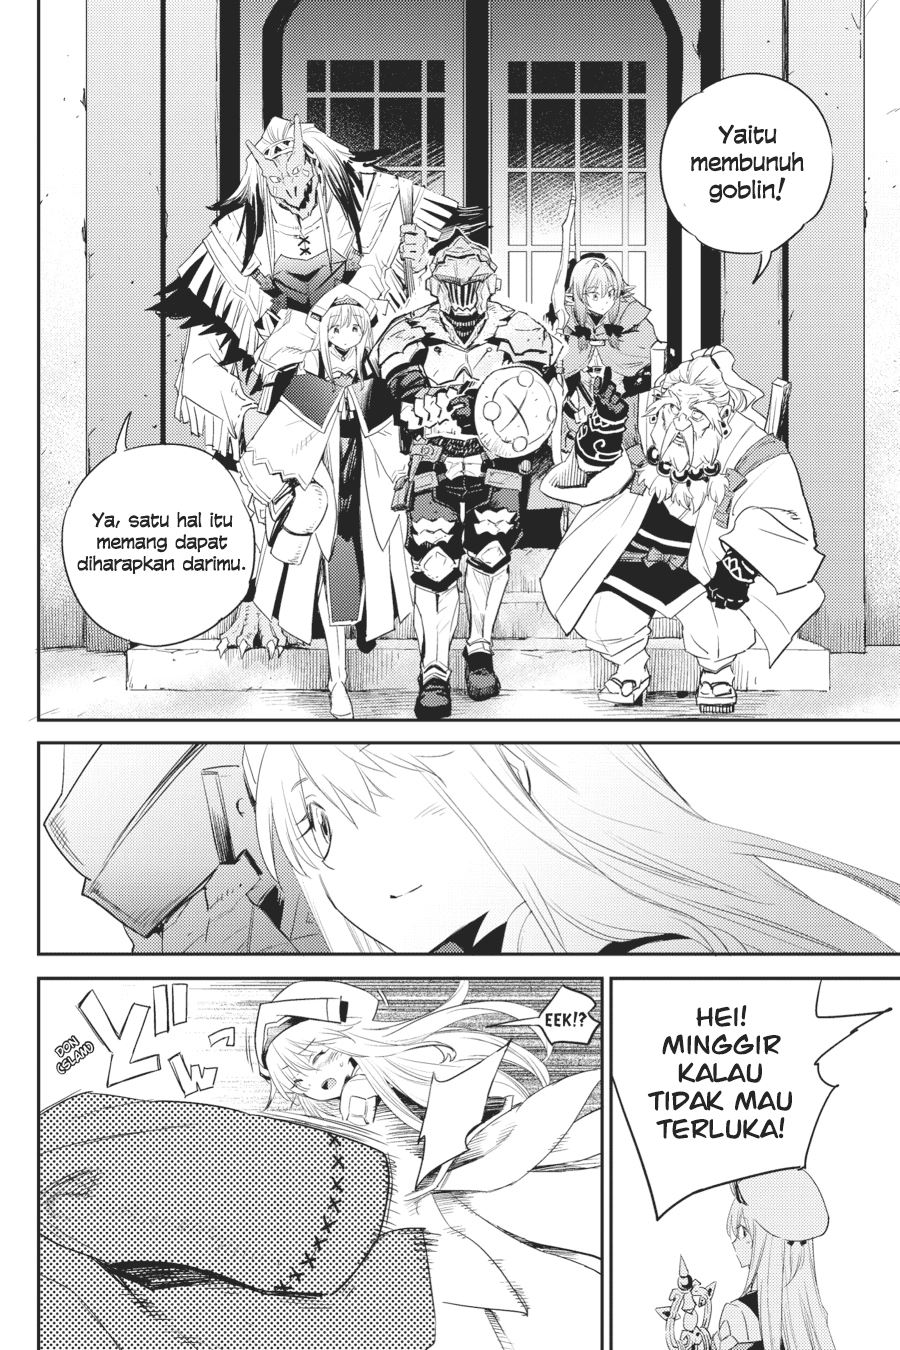 Yaitu
membunuh
goblin!
Ya, satu hal itu
memang dapat
diharapkan darimu.
HEI!
MINGGIR
KALAU
TIDAK MAU
TERLUKA!
EEK!?
DON
(SLAM)